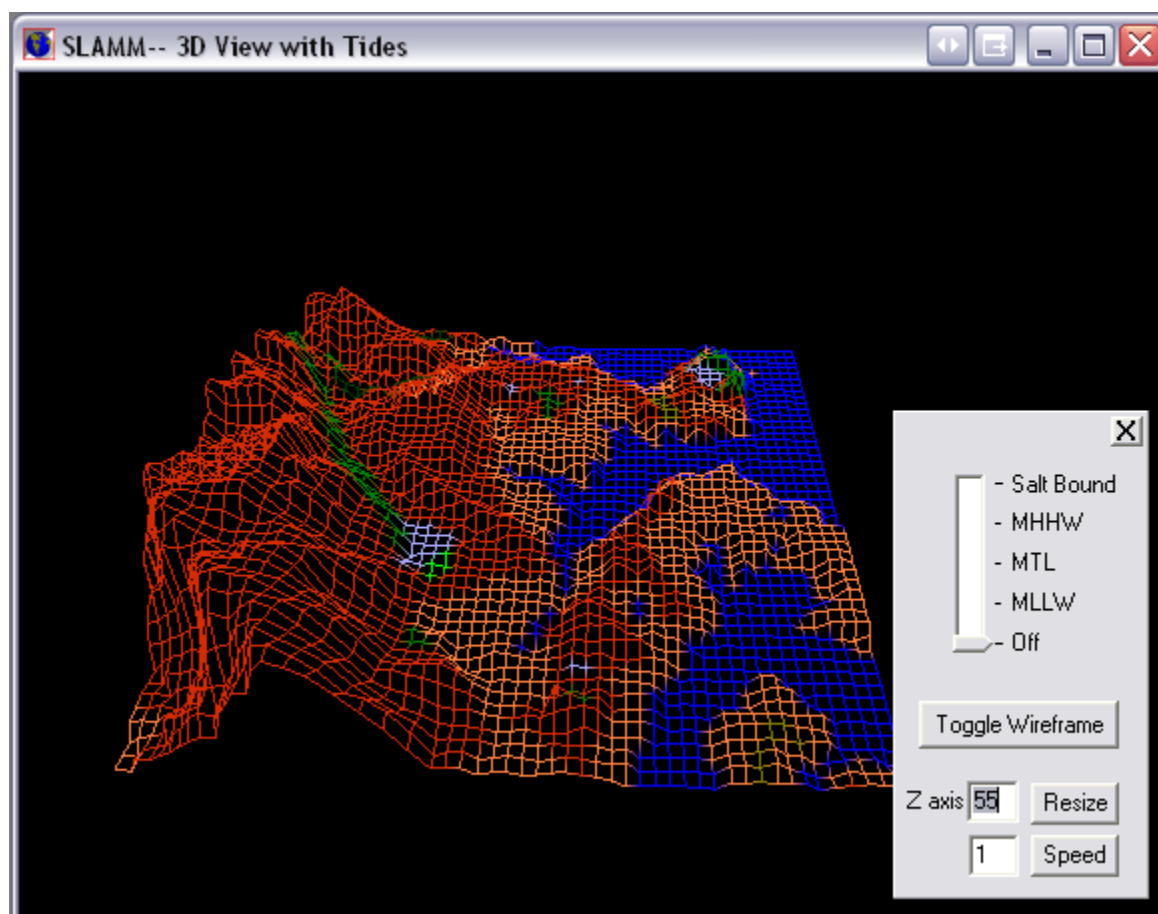 SLAMM-- 3D View with Tides
X
- Salt Bound
- MHHW
- MTL
- MLLW
- Off
Toggle Wireframe
Z axis 55 Resize
1 Speed